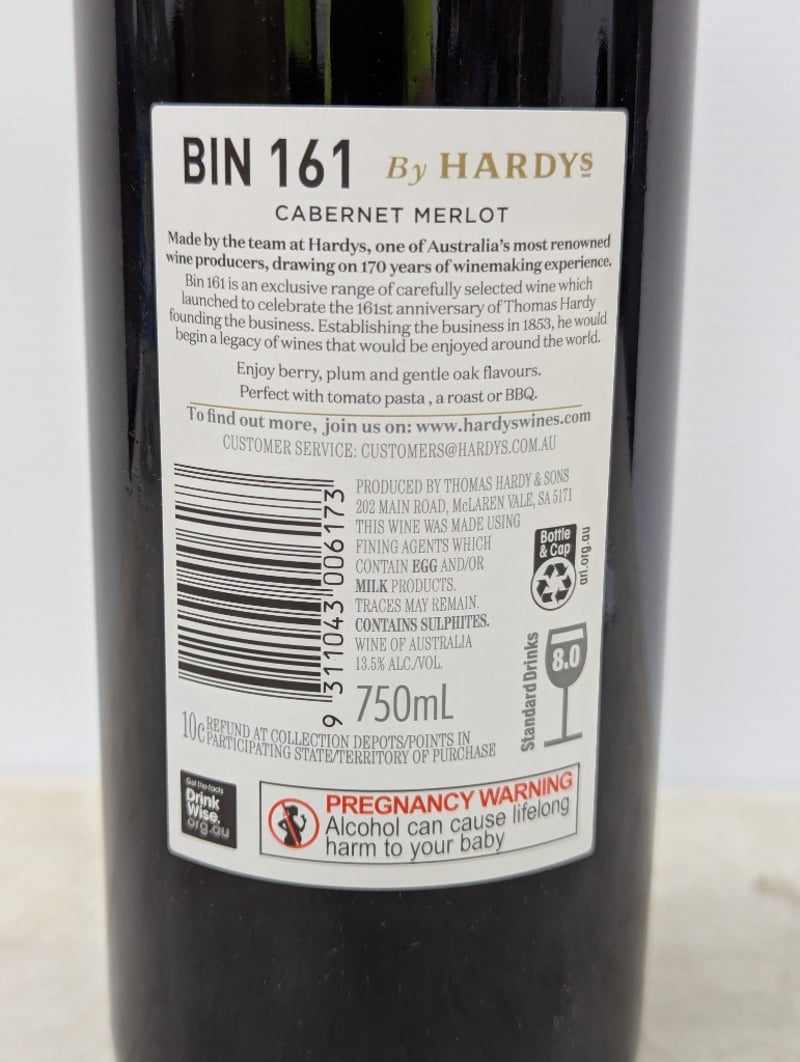 BIN 161 By HARDYS
CABERNET MERLOT
Made by the team at Hardys, one of Australia's most renowned
wine producers, drawing on 170 years of winemaking experience.
Bin 161 is an exclusive range of carefully selected wine which
launched to celebrate the 161st anniversary of Thomas Hardy
founding the business. Establishing the business in 1853, he would
begin a legacy of wines that would be enjoyed around the world.
Enjoy berry, plum and gentle oak flavours.
Perfect with tomato pasta , a roast or BBQ.
To find out more, join us on: www.hardyswines.com
CUSTOMER SERVICE: CUSTOMERS@HARDYS.COM.AU
9 311043 006173
PRODUCED BY THOMAS HARDY & SONS
202 MAIN ROAD, McLAREN VALE, SA 5171
THIS WINE WAS MADE USING
FINING AGENTS WHICH
CONTAIN EGG AND/OR
MILK PRODUCTS.
TRACES MAY REMAIN.
CONTAINS SULPHITES.
WINE OF AUSTRALIA
13.5% ALC./VOL.
750mL
Bottle
& Cap
arl.org.au
Standard Drinks
8.0
10c REFUND AT COLLECTION DEPOTS/POINTS IN
PARTICIPATING STATE/TERRITORY OF PURCHASE
Get the facts
Drink
Wise.
org.au
PREGNANCY WARNING
Alcohol can cause lifelong
harm to your baby